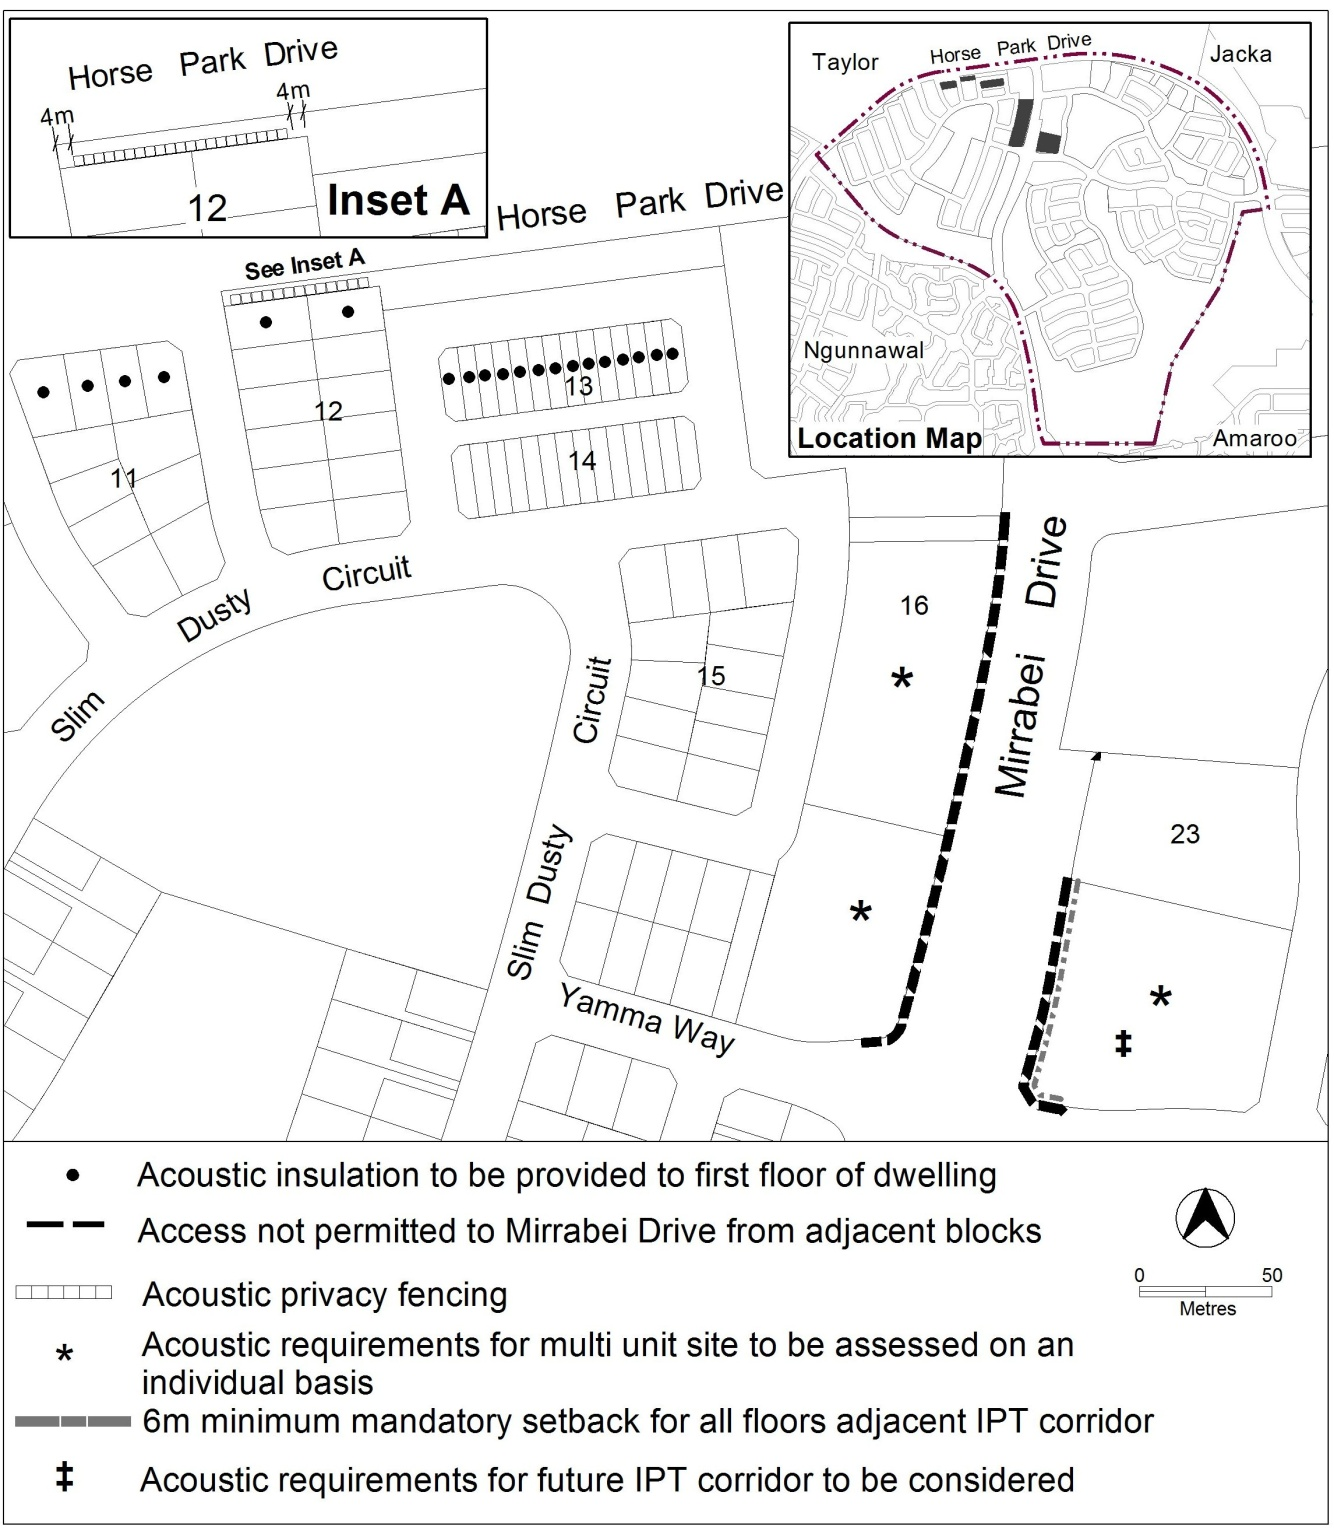 Horse Park Drive
4m
4m
12
Inset A
Taylor
Horse Park Drive
Jacka
Ngunnawal
Location Map
Amaroo
Horse Park Drive
See Inset A
11
12
13
14
15
16
23
Slim
Dusty
Circuit
Circuit
Slim Dusty
Yamma Way
Mirrabei Drive
*
*
*
‡
Acoustic insulation to be provided to first floor of dwelling
Access not permitted to Mirrabei Drive from adjacent blocks
Acoustic privacy fencing
* Acoustic requirements for multi unit site to be assessed on an
individual basis
6m minimum mandatory setback for all floors adjacent IPT corridor
‡ Acoustic requirements for future IPT corridor to be considered
0 50
Metres